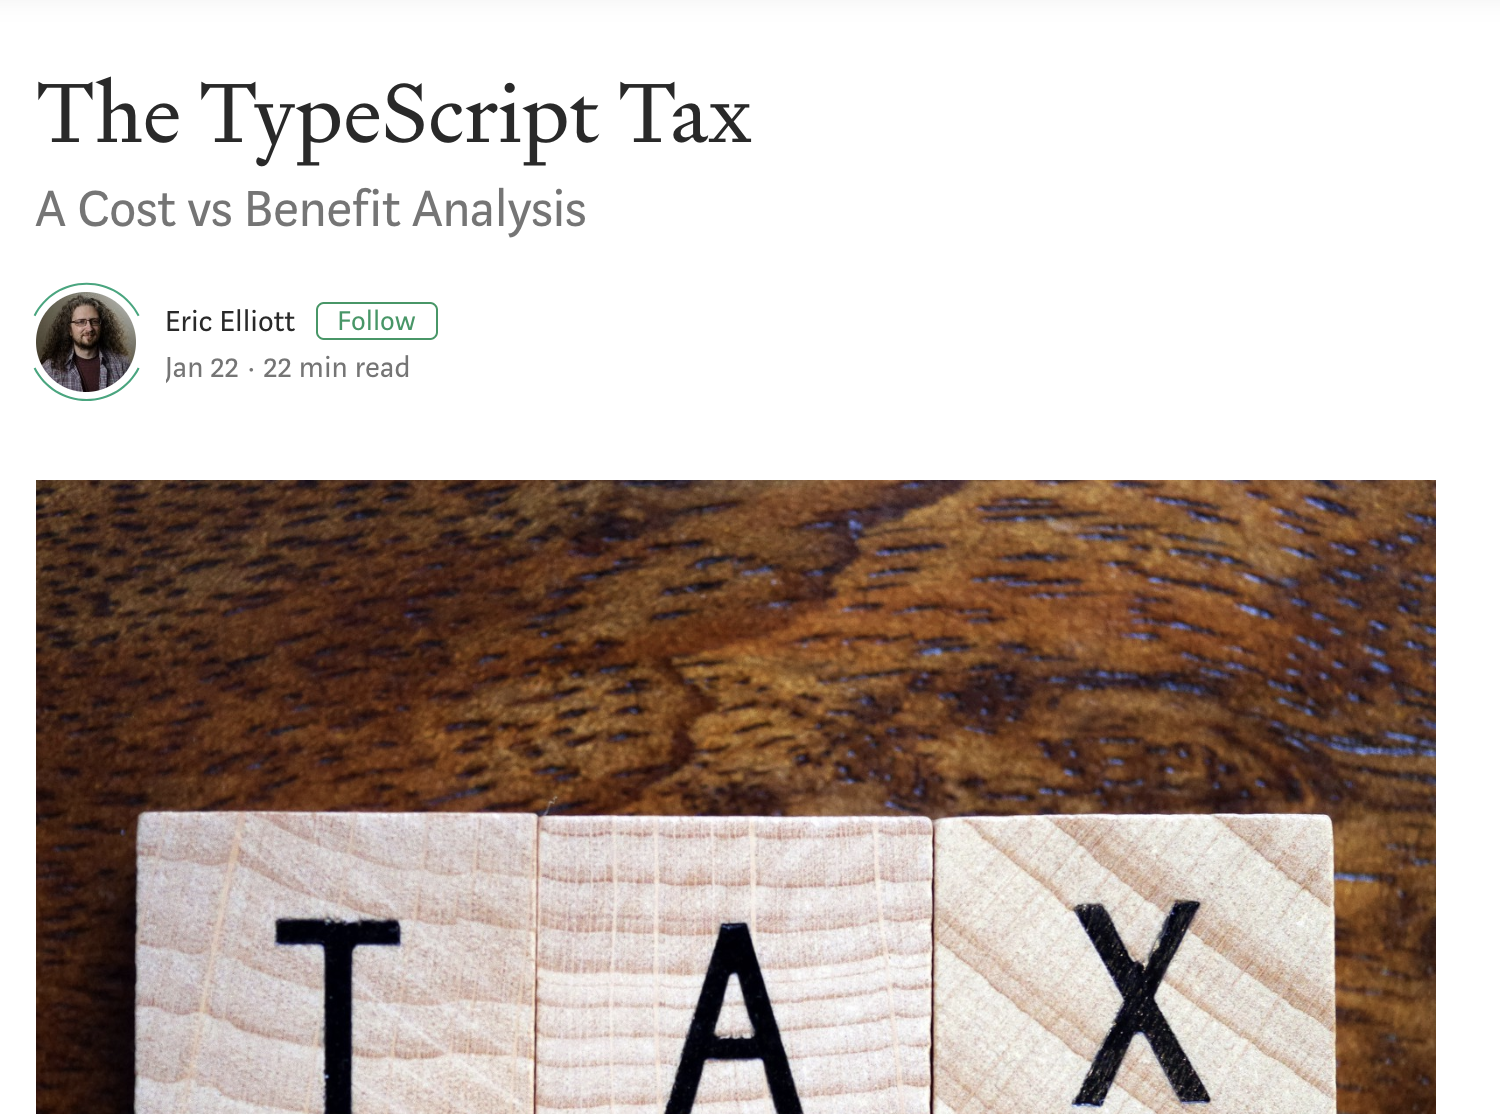 The TypeScript Tax
A Cost vs Benefit Analysis
Eric Elliott Follow
Jan 22 · 22 min read
TAX